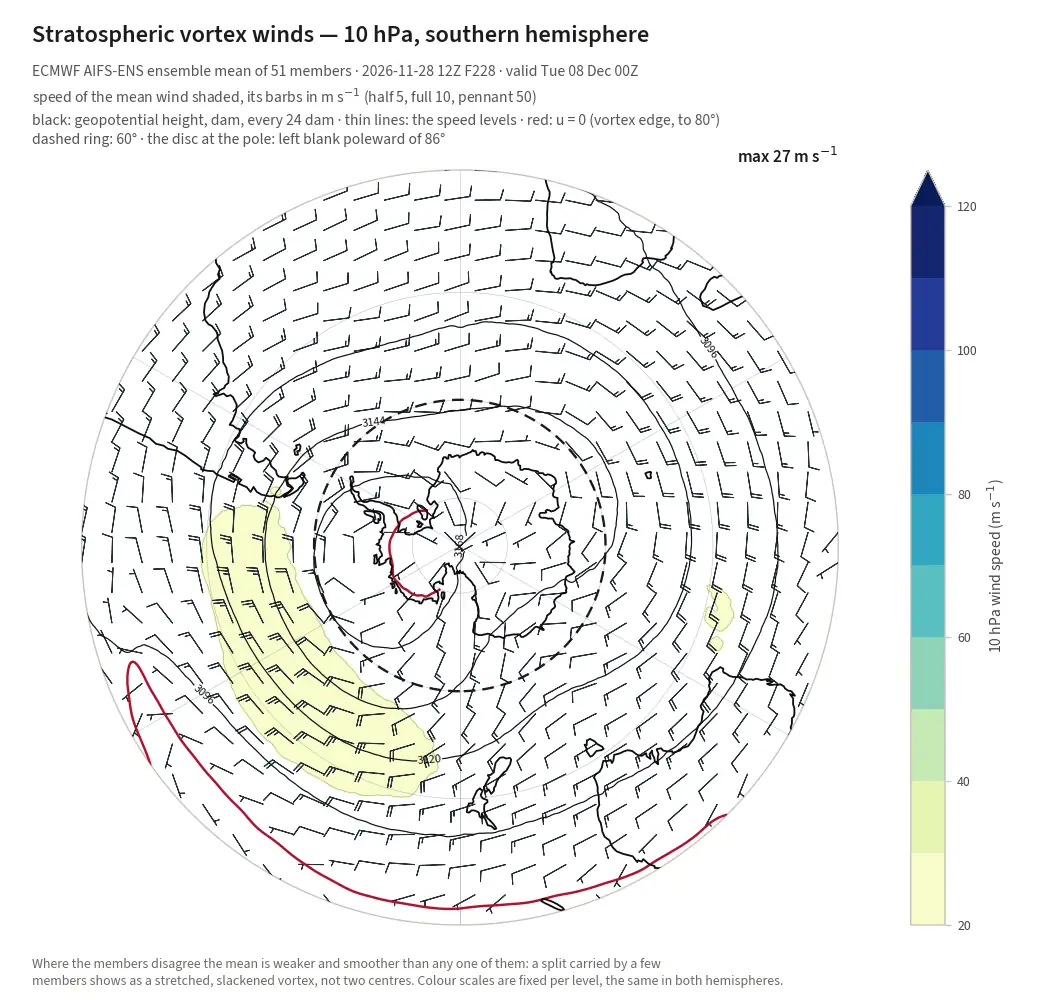 Stratospheric vortex winds — 10 hPa, southern hemisphere
ECMWF AIFS-ENS ensemble mean of 51 members · 2026-11-28 12Z F228 · valid Tue 08 Dec 00Z
speed of the mean wind shaded, its barbs in m s⁻¹ (half 5, full 10, pennant 50)
black: geopotential height, dam, every 24 dam · thin lines: the speed levels · red: u = 0 (vortex edge, to 80°)
dashed ring: 60° · the disc at the pole: left blank poleward of 86°
max 27 m s⁻¹
120
100
80
60
40
20
10 hPa wind speed (m s⁻¹)
3096
3144
3168
3096
3120
Where the members disagree the mean is weaker and smoother than any one of them: a split carried by a few
members shows as a stretched, slackened vortex, not two centres. Colour scales are fixed per level, the same in both hemispheres.